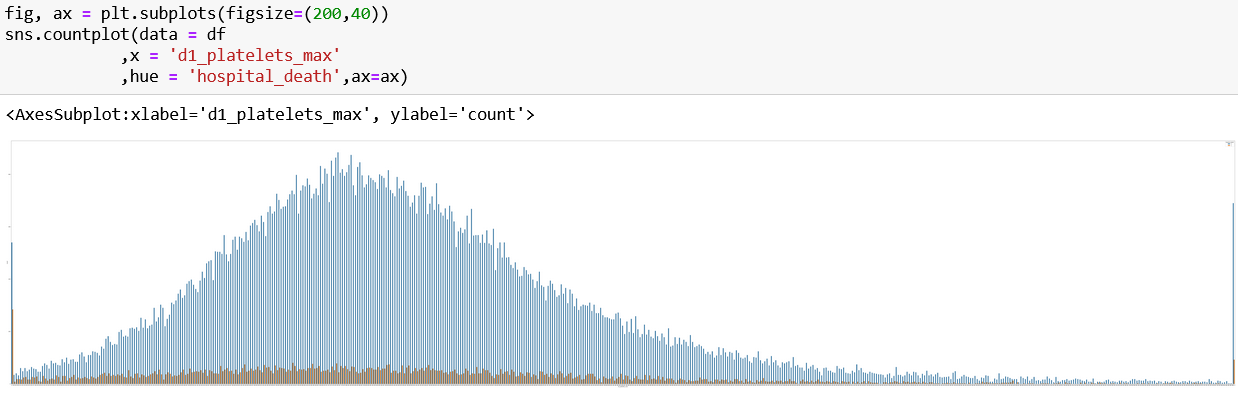 fig, ax = plt.subplots(figsize=(200,40))
sns.countplot(data = df
,x = 'd1_platelets_max'
,hue = 'hospital_death',ax=ax)
<AxesSubplot:xlabel='d1_platelets_max', ylabel='count'>